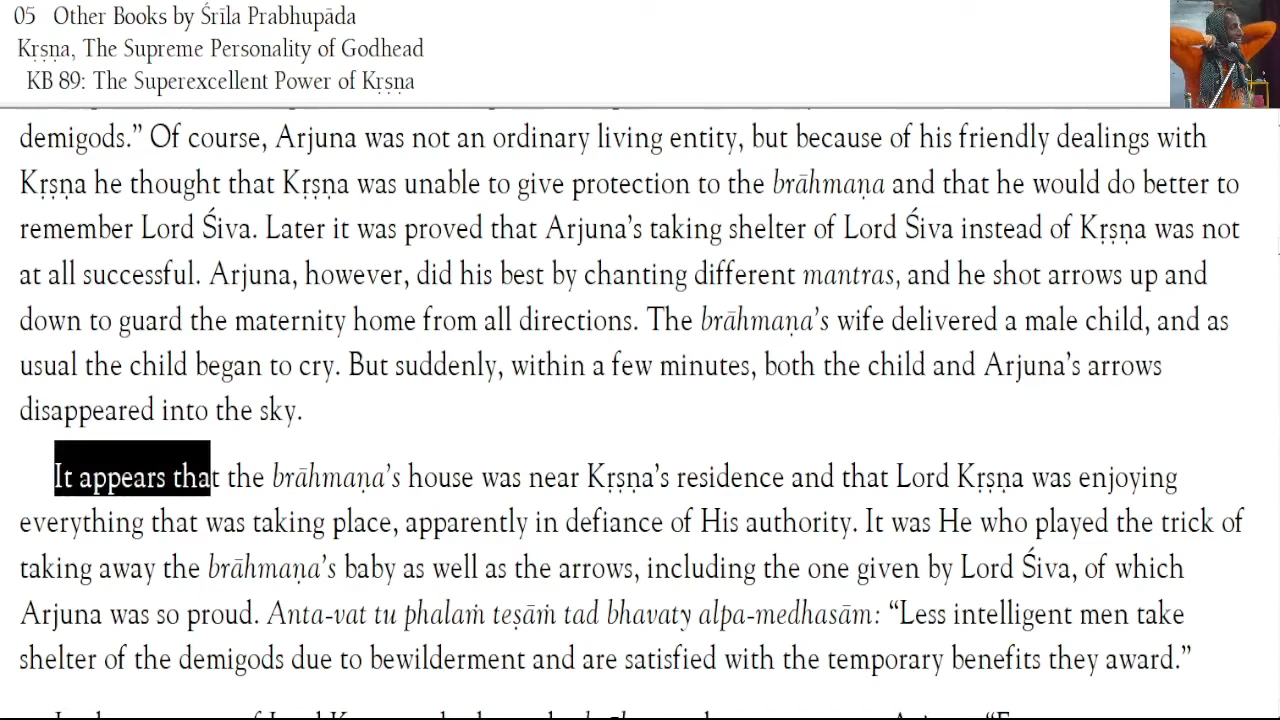 05 Other Books by Śrīla Prabhupāda
Kṛṣṇa, The Supreme Personality of Godhead
KB 89: The Superexcellent Power of Kṛṣṇa
demigods.” Of course, Arjuna was not an ordinary living entity, but because of his friendly dealings with
Kṛṣṇa he thought that Kṛṣṇa was unable to give protection to the brāhmaṇa and that he would do better to
remember Lord Śiva. Later it was proved that Arjuna’s taking shelter of Lord Śiva instead of Kṛṣṇa was not
at all successful. Arjuna, however, did his best by chanting different mantras, and he shot arrows up and
down to guard the maternity home from all directions. The brāhmaṇa’s wife delivered a male child, and as
usual the child began to cry. But suddenly, within a few minutes, both the child and Arjuna’s arrows
disappeared into the sky.
It appears that the brāhmaṇa’s house was near Kṛṣṇa’s residence and that Lord Kṛṣṇa was enjoying
everything that was taking place, apparently in defiance of His authority. It was He who played the trick of
taking away the brāhmaṇa’s baby as well as the arrows, including the one given by Lord Śiva, of which
Arjuna was so proud. Anta-vat tu phalaṁ teṣāṁ tad bhavaty alpa-medhasām: “Less intelligent men take
shelter of the demigods due to bewilderment and are satisfied with the temporary benefits they award.”